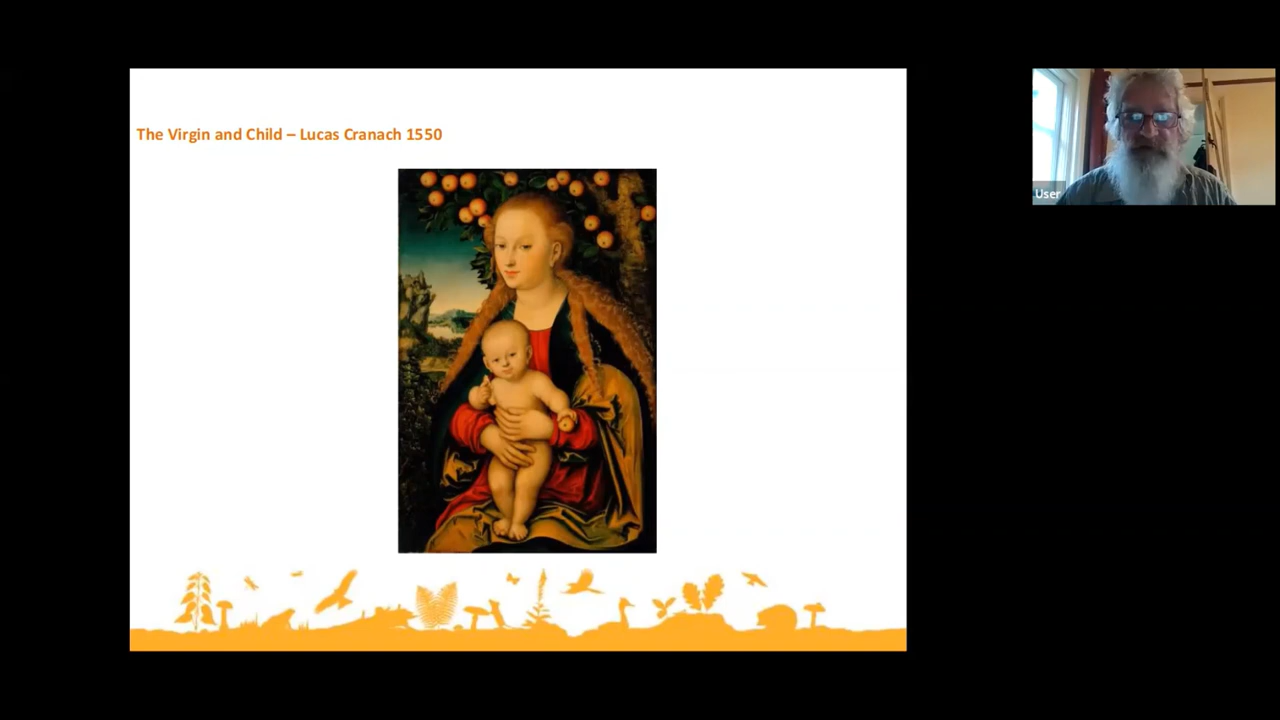 The Virgin and Child – Lucas Cranach 1550
User